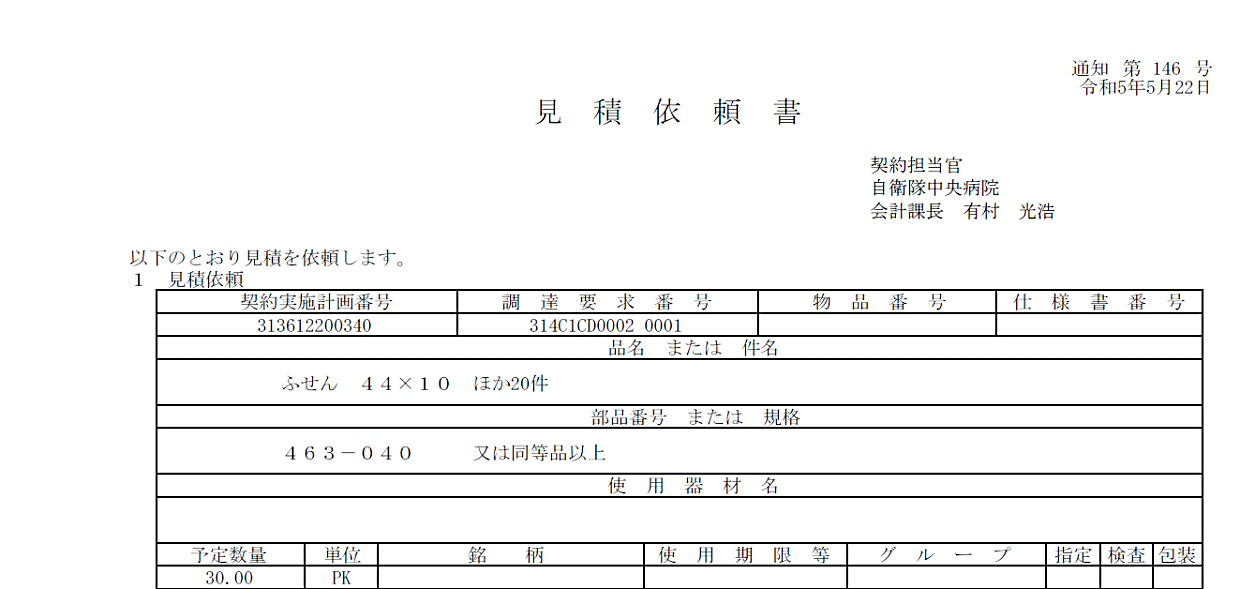 通知 第 146 号
令和5年5月22日
見 積 依 頼 書
契約担当官
自衛隊中央病院
会計課長 有村 光浩
以下のとおり見積を依頼します。
1 見積依頼
契約実施計画番号 調 達 要 求 番 号 物 品 番 号 仕 様 書 番 号
313612200340 314C1CD0002 0001
品名 または 件名
ふせん 44×10 ほか20件
部品番号 または 規格
463-040 又は同等品以上
使 用 器 材 名
予定数量 単位 銘 柄 使 用 期 限 等 グ ル ー プ 指定 検査 包装
30.00 PK